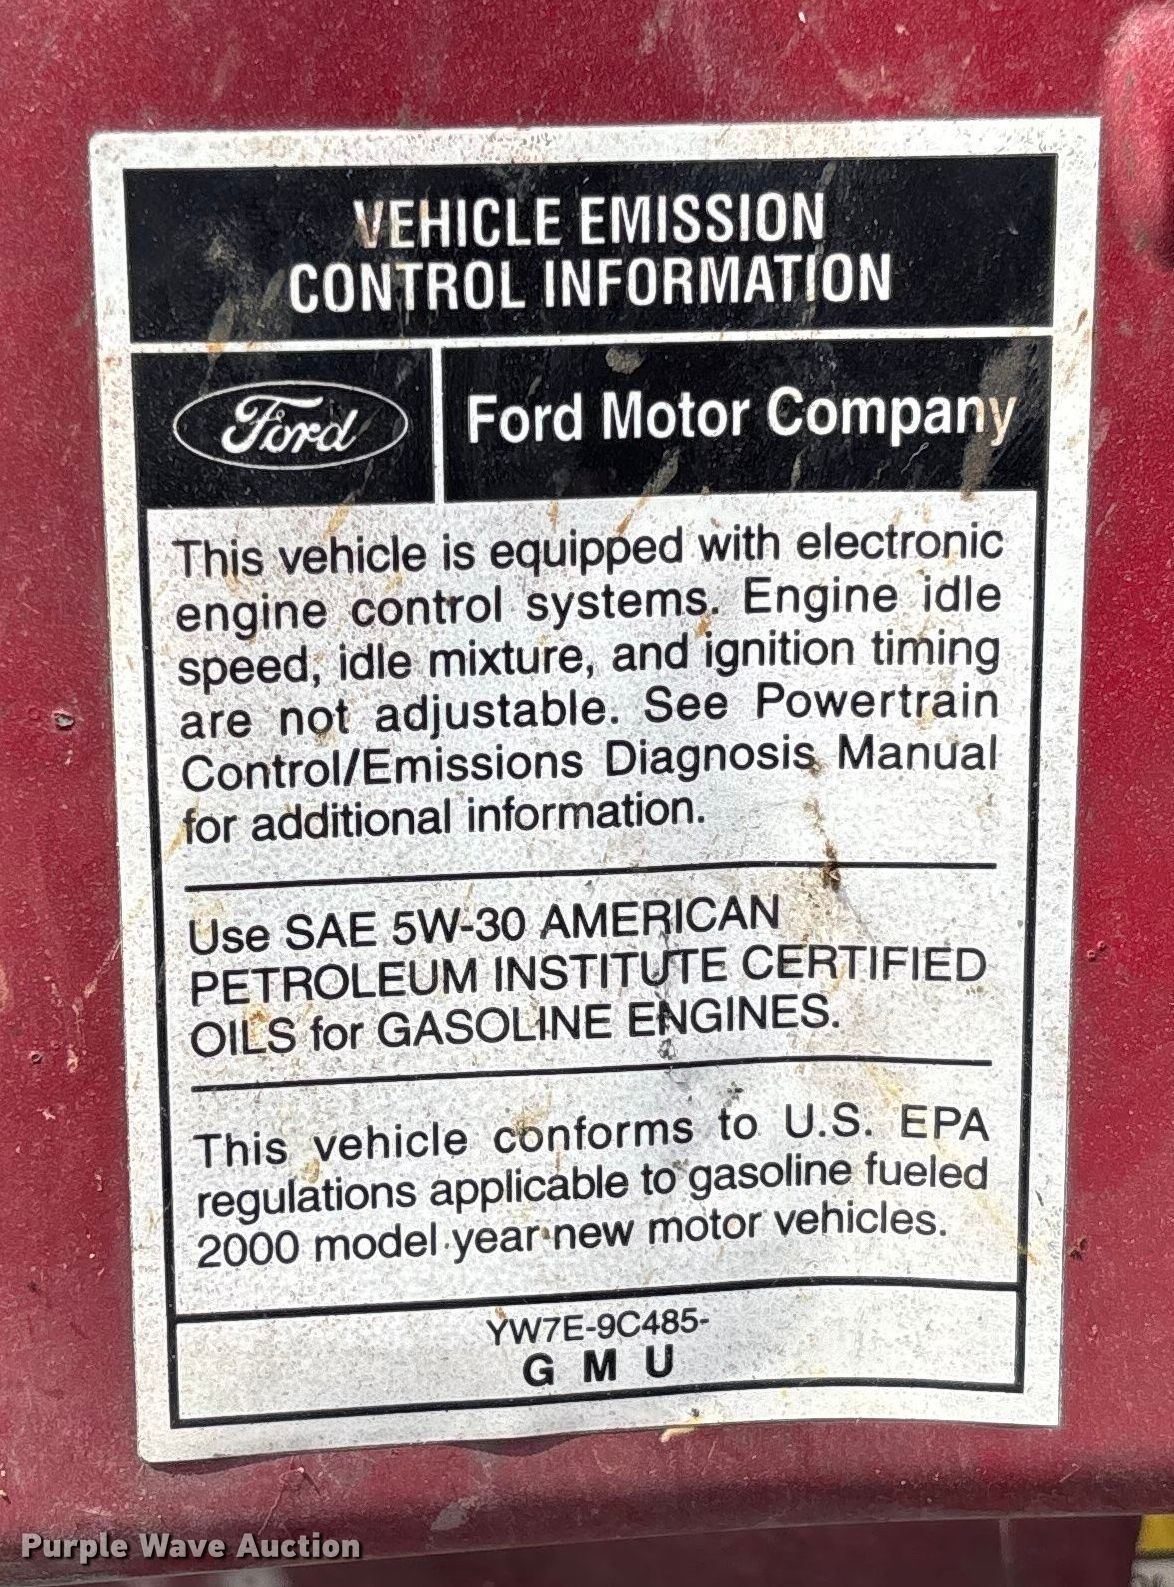 VEHICLE EMISSION
CONTROL INFORMATION
Ford
Ford Motor Company
This vehicle is equipped with electronic
engine control systems. Engine idle
speed, idle mixture, and ignition timing
are not adjustable. See Powertrain
Control/Emissions Diagnosis Manual
for additional information.
Use SAE 5W-30 AMERICAN
PETROLEUM INSTITUTE CERTIFIED
OILS for GASOLINE ENGINES.
This vehicle conforms to U.S. EPA
regulations applicable to gasoline fueled
2000 model year new motor vehicles.
YW7E-9C485-
G M U
Purple Wave Auction